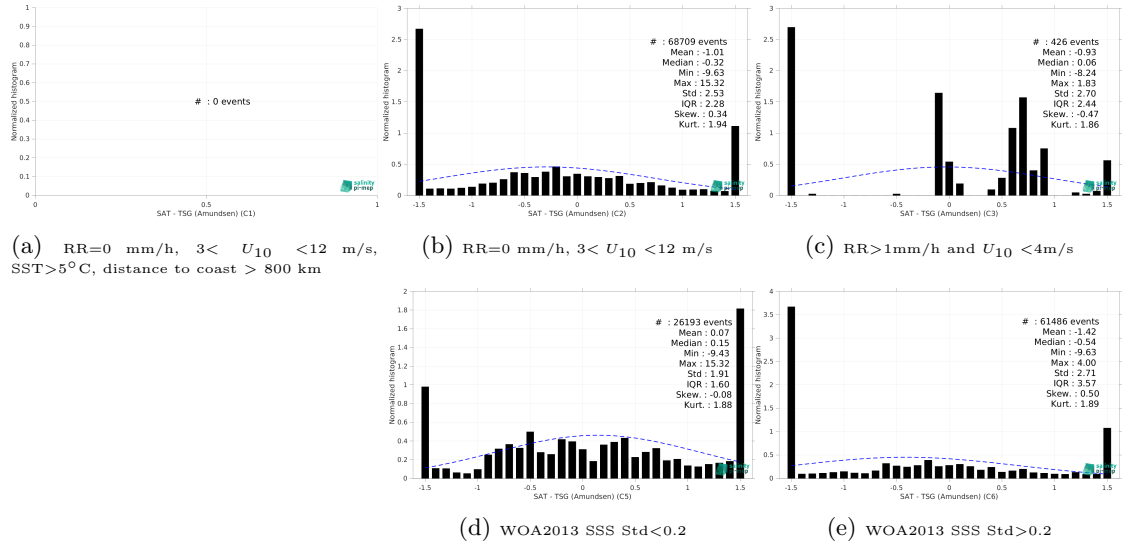 1
0.9
0.8
0.7
0.6
0.5
0.4
0.3
0.2
0.1
0
Normalized histogram
# : 0 events
salinity
pi-mep
0
0.5
1
SAT - TSG (Amundsen) (C1)
(a) RR=0 mm/h, 3< U10 <12 m/s,
SST>5°C, distance to coast > 800 km
3
2.5
2
1.5
1
0.5
0
Normalized histogram
# : 68709 events
Mean : -1.01
Median : -0.32
Min : -9.63
Max : 15.32
Std : 2.53
IQR : 2.28
Skew. : 0.34
Kurt. : 1.94
salinity
pi-mep
-1.5
-1
-0.5
0
0.5
1
1.5
SAT - TSG (Amundsen) (C2)
(b) RR=0 mm/h, 3< U10 <12 m/s
3
2.5
2
1.5
1
0.5
0
Normalized histogram
# : 426 events
Mean : -0.93
Median : 0.06
Min : -8.24
Max : 1.83
Std : 2.70
IQR : 2.44
Skew. : -0.47
Kurt. : 1.86
salinity
pi-mep
-1.5
-1
-0.5
0
0.5
1
1.5
SAT - TSG (Amundsen) (C3)
(c) RR>1mm/h and U10 <4m/s
2
1.8
1.6
1.4
1.2
1
0.8
0.6
0.4
0.2
0
Normalized histogram
# : 26193 events
Mean : 0.07
Median : 0.15
Min : -9.43
Max : 15.32
Std : 1.91
IQR : 1.60
Skew. : -0.08
Kurt. : 1.88
salinity
pi-mep
-1.5
-1
-0.5
0
0.5
1
1.5
SAT - TSG (Amundsen) (C5)
(d) WOA2013 SSS Std<0.2
4
3.5
3
2.5
2
1.5
1
0.5
0
Normalized histogram
# : 61486 events
Mean : -1.42
Median : -0.54
Min : -9.63
Max : 4.00
Std : 2.71
IQR : 3.57
Skew. : 0.50
Kurt. : 1.89
salinity
pi-mep
-1.5
-1
-0.5
0
0.5
1
1.5
SAT - TSG (Amundsen) (C6)
(e) WOA2013 SSS Std>0.2